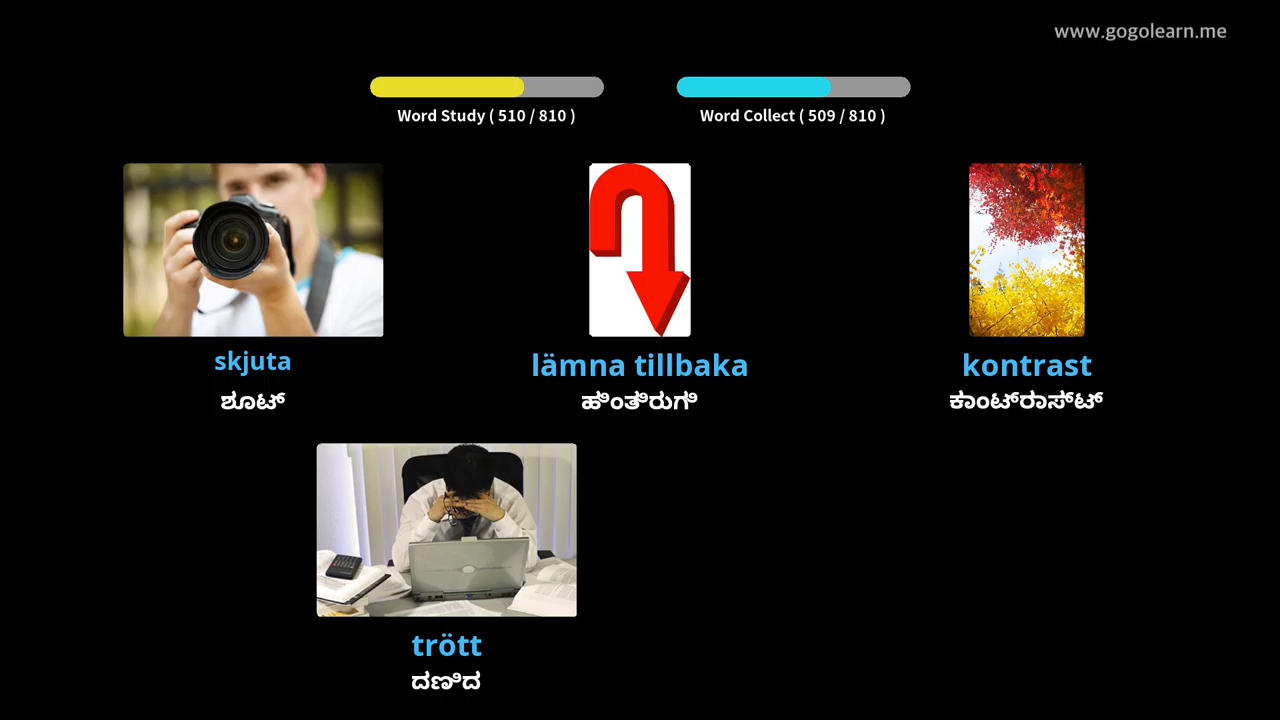 www.gogolearn.me
Word Study ( 510 / 810 )
Word Collect ( 509 / 810 )
skjuta
ಶೂಟ್
lämna tillbaka
ಹಿಂತಿರುಗಿ
kontrast
ಕಾಂಟ್ರಾಸ್ಟ್
trött
ದಣಿದ